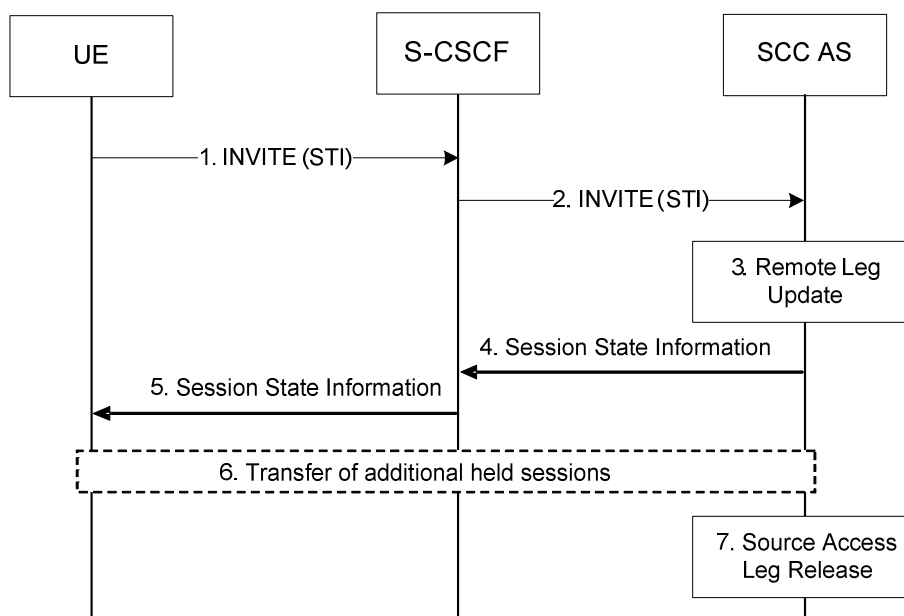 UE
S-CSCF
SCC AS
1. INVITE (STI)
2. INVITE (STI)
3. Remote Leg
Update
4. Session State Information
5. Session State Information
6. Transfer of additional held sessions
7. Source Access
Leg Release